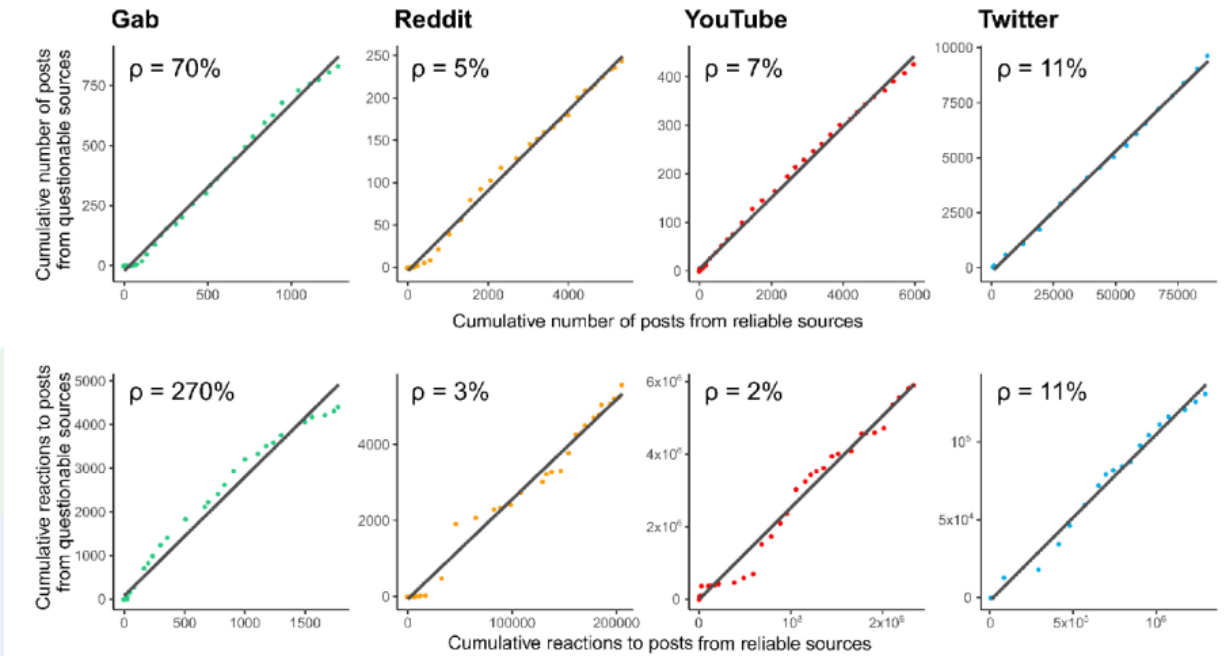 Gab Reddit YouTube Twitter
Cumulative number of posts
from questionable sources
ρ = 70%
750
500
250
0
0 500 1000
ρ = 5%
250
200
150
100
50
0
0 2000 4000
ρ = 7%
400
300
200
100
0
0 2000 4000 6000
ρ = 11%
10000
7500
5000
2500
0
0 25000 50000 75000
Cumulative number of posts from reliable sources
Cumulative reactions to posts
from questionable sources
ρ = 270%
5000
4000
3000
2000
1000
0
0 500 1000 1500
ρ = 3%
4000
2000
0
0 100000 200000
ρ = 2%
6x10⁶
4x10⁶
2x10⁶
0
0 2x10⁶
ρ = 11%
10⁵
5x10⁴
0
0 5x10⁵ 10⁶
Cumulative reactions to posts from reliable sources